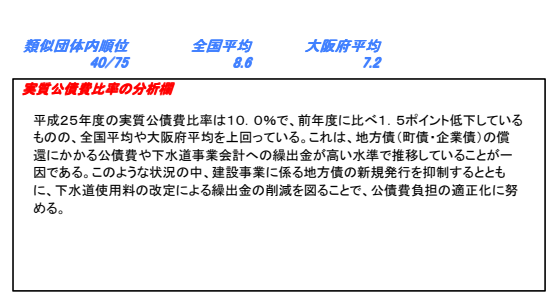 類似団体内順位 全国平均 大阪府平均
40/75 8.6 7.2
実質公債費比率の分析欄
平成25年度の実質公債費比率は10．0％で、前年度に比べ1．5ポイント低下している
ものの、全国平均や大阪府平均を上回っている。これは、地方債（町債・企業債）の償
還にかかる公債費や下水道事業会計への繰出金が高い水準で推移していることが一
因である。このような状況の中、建設事業に係る地方債の新規発行を抑制するととも
に、下水道使用料の改定による繰出金の削減を図ることで、公債費負担の適正化に努
める。